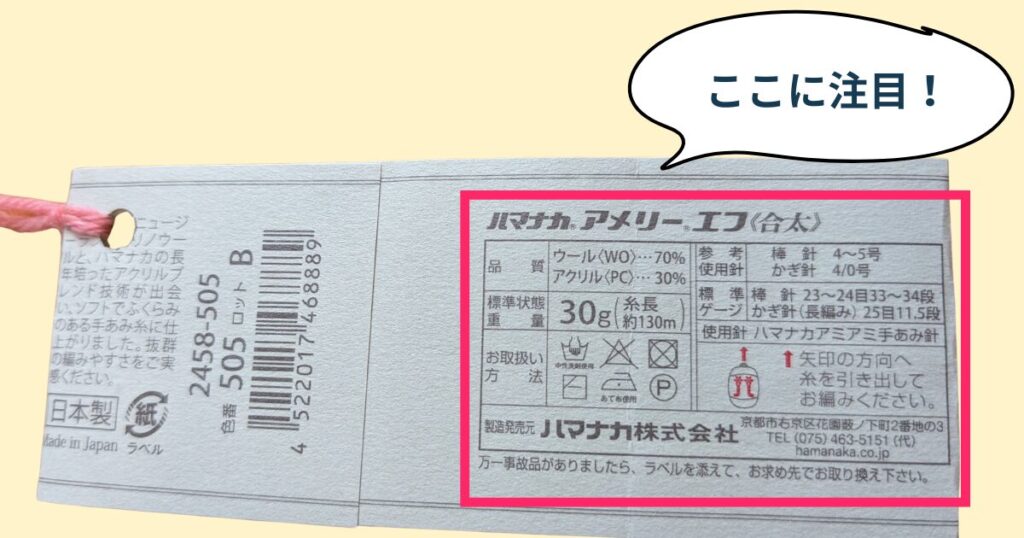 ここに注目！
ニュージ
リノウー
ルと、ハマナカの長
年培ったアクリルブ
レンド技術が出会
い、ソフトでふくらみ
のある手あみ糸に仕
上がりました。抜群
の編みやすさをご実
感ください。
日本製
紙
Made in Japan ラベル
2458-505
色番 505 ロット B
4 522017 468889
ハマナカ® アメリー® エフ《合太》
品質 ウール〈WO〉…70%
アクリル〈PC〉…30%
標準状態重量 30g（糸長 約130m）
お取扱い方法
中性洗剤使用
あて布使用
P
参考使用針 棒針 4〜5号
かぎ針 4/0号
標準ゲージ 棒針 23〜24目33〜34段
かぎ針（長編み）25目11.5段
使用針 ハマナカアミアミ手あみ針
矢印の方向へ
糸を引き出して
お編みください。
製造発売元 ハマナカ株式会社
京都市右京区花園薮ノ下町2番地の3
TEL (075) 463-5151 (代)
hamanaka.co.jp
万一事故品がありましたら、ラベルを添えて、お求め先でお取り換え下さい。